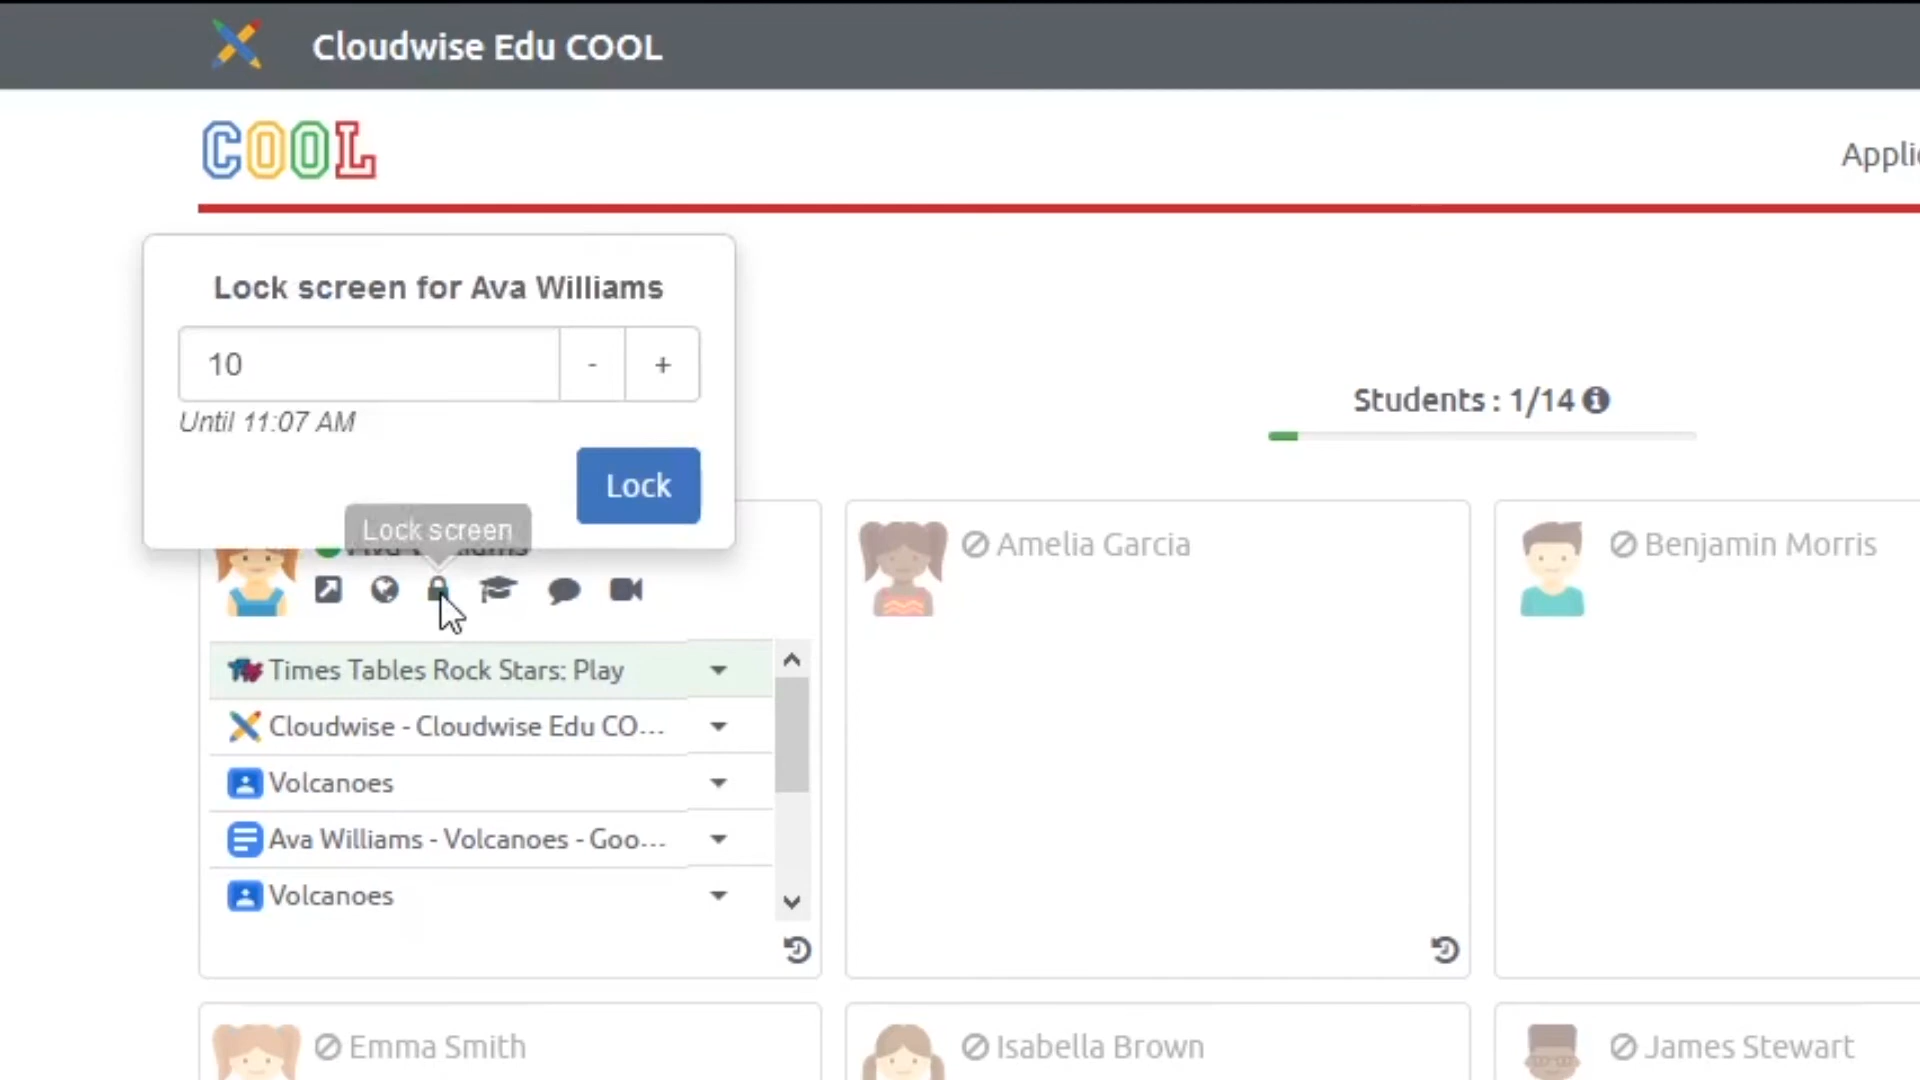 Cloudwise Edu COOL
COOL
Appli
Lock screen for Ava Williams
10
-
+
Until 11:07 AM
Lock
Students : 1/14
Lock screen
Ava Williams
Amelia Garcia
Benjamin Morris
Times Tables Rock Stars: Play
Cloudwise - Cloudwise Edu CO...
Volcanoes
Ava Williams - Volcanoes - Goo...
Volcanoes
Emma Smith
Isabella Brown
James Stewart